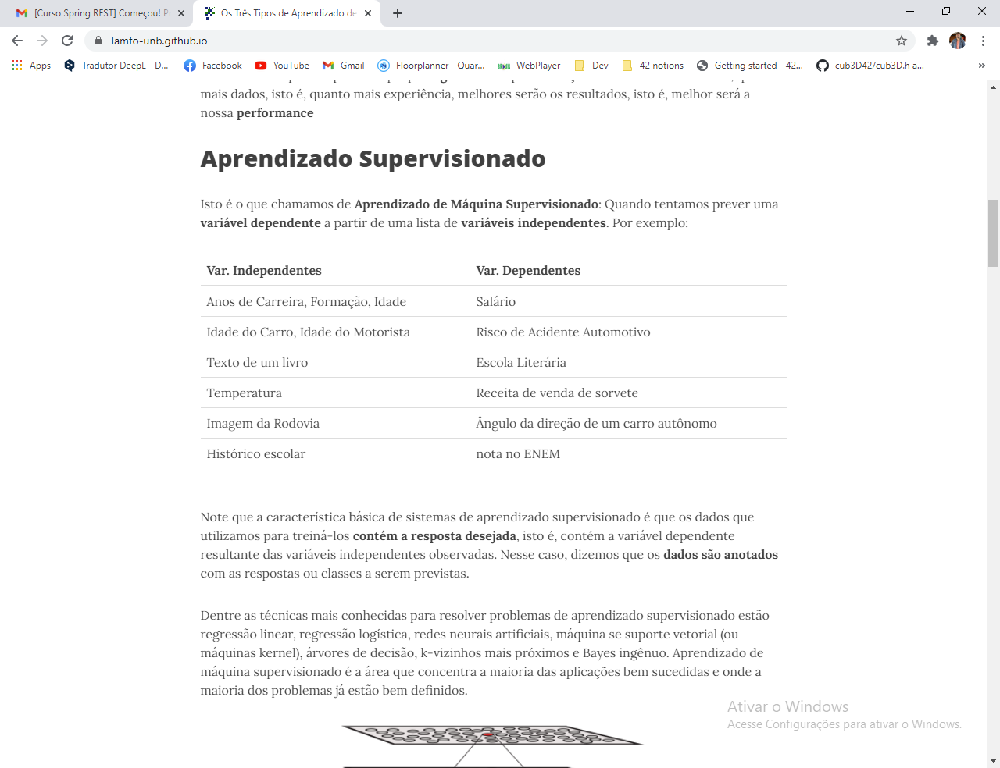 [Curso Spring REST] Começou! Pr
Os Três Tipos de Aprendizado de
lamfo-unb.github.io
Apps
Tradutor DeepL - D...
Facebook
YouTube
Gmail
Floorplanner - Quar...
WebPlayer
Dev
42 notions
Getting started - 42...
cub3D42/cub3D.h a...
»
mais dados, isto é, quanto mais experiência, melhores serão os resultados, isto é, melhor será a
nossa performance
Aprendizado Supervisionado
Isto é o que chamamos de Aprendizado de Máquina Supervisionado: Quando tentamos prever uma
variável dependente a partir de uma lista de variáveis independentes. Por exemplo:
Var. Independentes Var. Dependentes
Anos de Carreira, Formação, Idade Salário
Idade do Carro, Idade do Motorista Risco de Acidente Automotivo
Texto de um livro Escola Literária
Temperatura Receita de venda de sorvete
Imagem da Rodovia Ângulo da direção de um carro autônomo
Histórico escolar nota no ENEM
Note que a característica básica de sistemas de aprendizado supervisionado é que os dados que
utilizamos para treiná-los contém a resposta desejada, isto é, contém a variável dependente
resultante das variáveis independentes observadas. Nesse caso, dizemos que os dados são anotados
com as respostas ou classes a serem previstas.
Dentre as técnicas mais conhecidas para resolver problemas de aprendizado supervisionado estão
regressão linear, regressão logística, redes neurais artificiais, máquina se suporte vetorial (ou
máquinas kernel), árvores de decisão, k-vizinhos mais próximos e Bayes ingênuo. Aprendizado de
máquina supervisionado é a área que concentra a maioria das aplicações bem sucedidas e onde a
maioria dos problemas já estão bem definidos.
Ativar o Windows
Acesse Configurações para ativar o Windows.